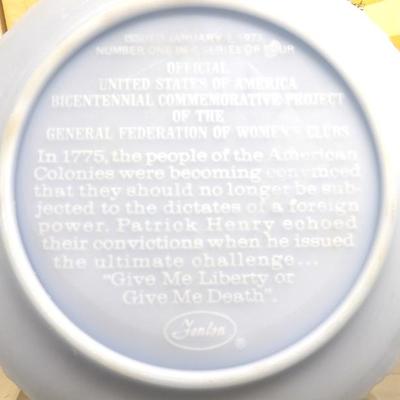 ISSUED JANUARY 1, 1973
NUMBER ONE IN A SERIES OF FOUR
OFFICIAL
UNITED STATES OF AMERICA
BICENTENNIAL COMMEMORATIVE PROJECT
OF THE
GENERAL FEDERATION OF WOMEN'S CLUBS
In 1775, the people of the American
Colonies were becoming convinced
that they should no longer be sub-
jected to the dictates of a foreign
power. Patrick Henry echoed
their convictions when he issued
the ultimate challenge...
"Give Me Liberty or
Give Me Death".
Fenton ®